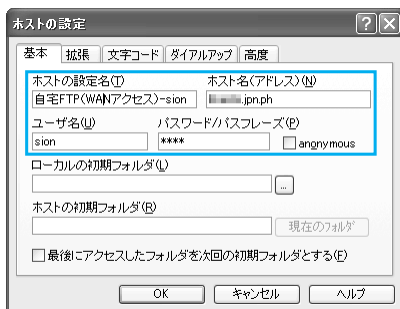 ホストの設定
基本 拡張 文字コード ダイアルアップ 高度
ホストの設定名(T) ホスト名(アドレス)(N)
自宅FTP(WANアクセス)-sion .jpn.ph
ユーザ名(U) パスワード/パスフレーズ(P)
sion **** anonymous
ローカルの初期フォルダ(L)
...
ホストの初期フォルダ(R)
現在のフォルダ
最後にアクセスしたフォルダを次回の初期フォルダとする(F)
OK キャンセル ヘルプ